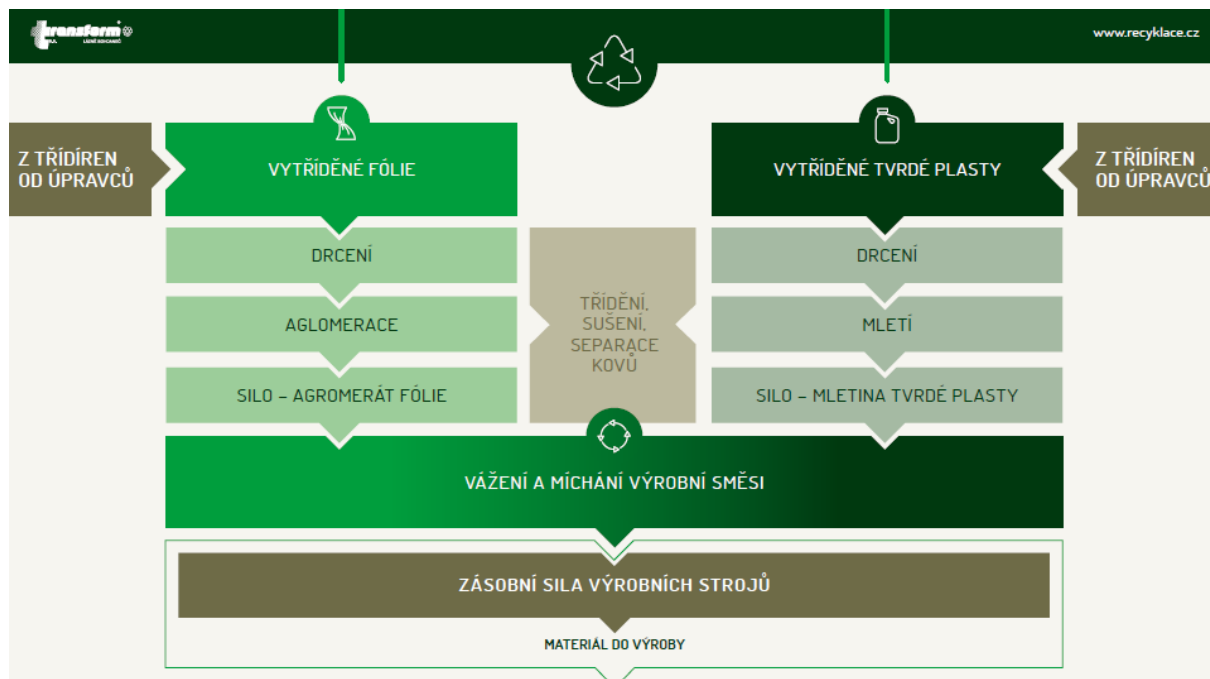 transform
LÁZNĚ BOHDANEČ
www.recyklace.cz
Z TŘÍDÍREN
OD ÚPRAVCŮ
VYTŘÍDĚNÉ FÓLIE
VYTŘÍDĚNÉ TVRDÉ PLASTY
Z TŘÍDÍREN
OD ÚPRAVCŮ
DRCENÍ
DRCENÍ
TŘÍDĚNÍ,
SUŠENÍ,
SEPARACE
KOVŮ
AGLOMERACE
MLETÍ
SILO – AGROMERÁT FÓLIE
SILO – MLETINA TVRDÉ PLASTY
VÁŽENÍ A MÍCHÁNÍ VÝROBNÍ SMĚSI
ZÁSOBNÍ SILA VÝROBNÍCH STROJŮ
MATERIÁL DO VÝROBY